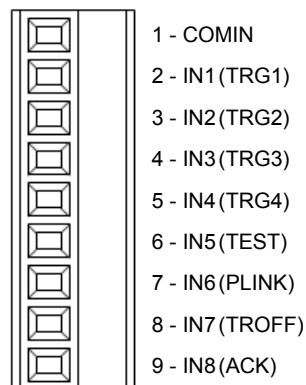 1 - COMIN
2 - IN1(TRG1)
3 - IN2(TRG2)
4 - IN3(TRG3)
5 - IN4(TRG4)
6 - IN5(TEST)
7 - IN6(PLINK)
8 - IN7(TROFF)
9 - IN8(ACK)